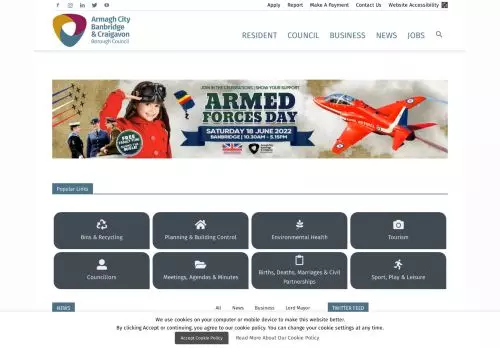 Apply Report Make A Payment Contact Us Website Accessibility
Armagh City
Banbridge
& Craigavon
Borough Council
RESIDENT COUNCIL BUSINESS NEWS JOBS
JOIN IN THE CELEBRATIONS | SHOW YOUR SUPPORT
ARMED
FORCES DAY
SATURDAY 18 JUNE 2022
BANBRIDGE | 10.30AM - 5.15PM
FREE
Popular Links
Bins & Recycling
Planning & Building Control
Environmental Health
Tourism
Councillors
Meetings, Agendas & Minutes
Births, Deaths, Marriages & Civil
Partnerships
Sport, Play & Leisure
NEWS
All News Business Lord Mayor
TWITTER FEED
We use cookies on your computer or mobile device to make this website better.
By clicking Accept or continuing, you agree to our cookie policy. You can change your cookie settings at any time.
Accept Cookie Policy
Read More About Our Cookie Policy